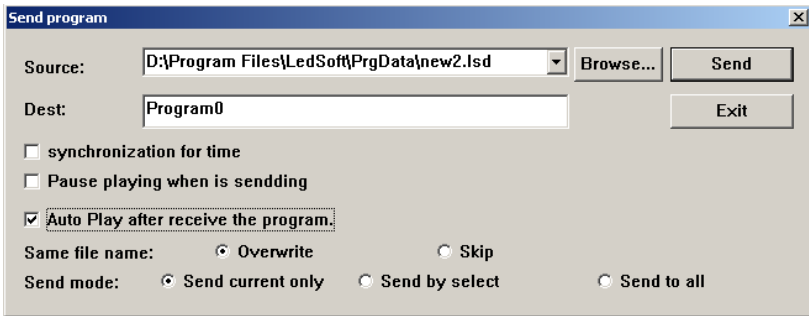 Send program
Source: D:\Program Files\LedSoft\PrgData\new2.lsd Browse... Send
Dest: Program0 Exit
synchronization for time
Pause playing when is sendding
Auto Play after receive the program.
Same file name: Overwrite Skip
Send mode: Send current only Send by select Send to all